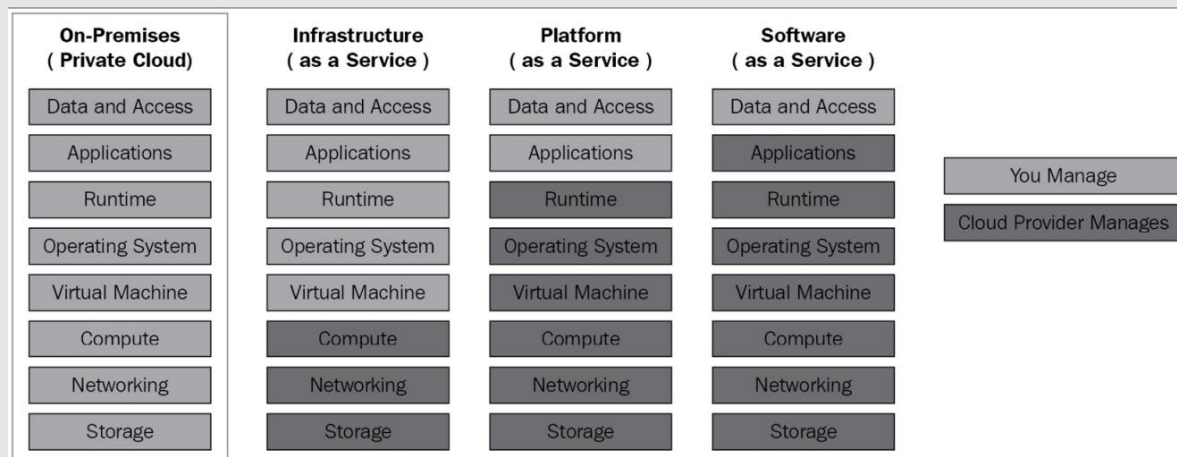 On-Premises
( Private Cloud)
Data and Access
Applications
Runtime
Operating System
Virtual Machine
Compute
Networking
Storage
Infrastructure
( as a Service )
Data and Access
Applications
Runtime
Operating System
Virtual Machine
Compute
Networking
Storage
Platform
( as a Service )
Data and Access
Applications
Runtime
Operating System
Virtual Machine
Compute
Networking
Storage
Software
( as a Service )
Data and Access
Applications
Runtime
Operating System
Virtual Machine
Compute
Networking
Storage
You Manage
Cloud Provider Manages